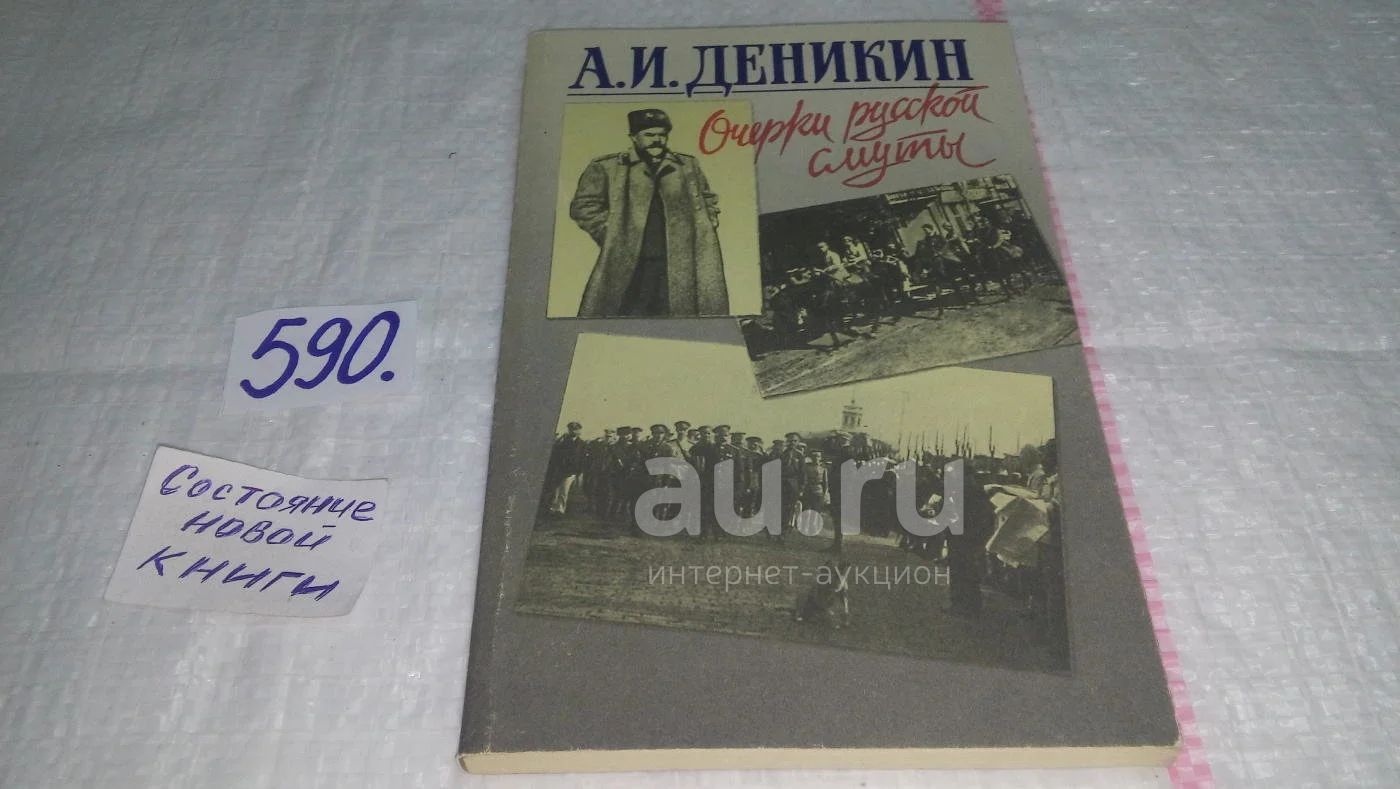 А.И. ДЕНИКИН
Очерки русской
смуты
590.
Состояние
новой
книги
au.ru
интернет-аукцион